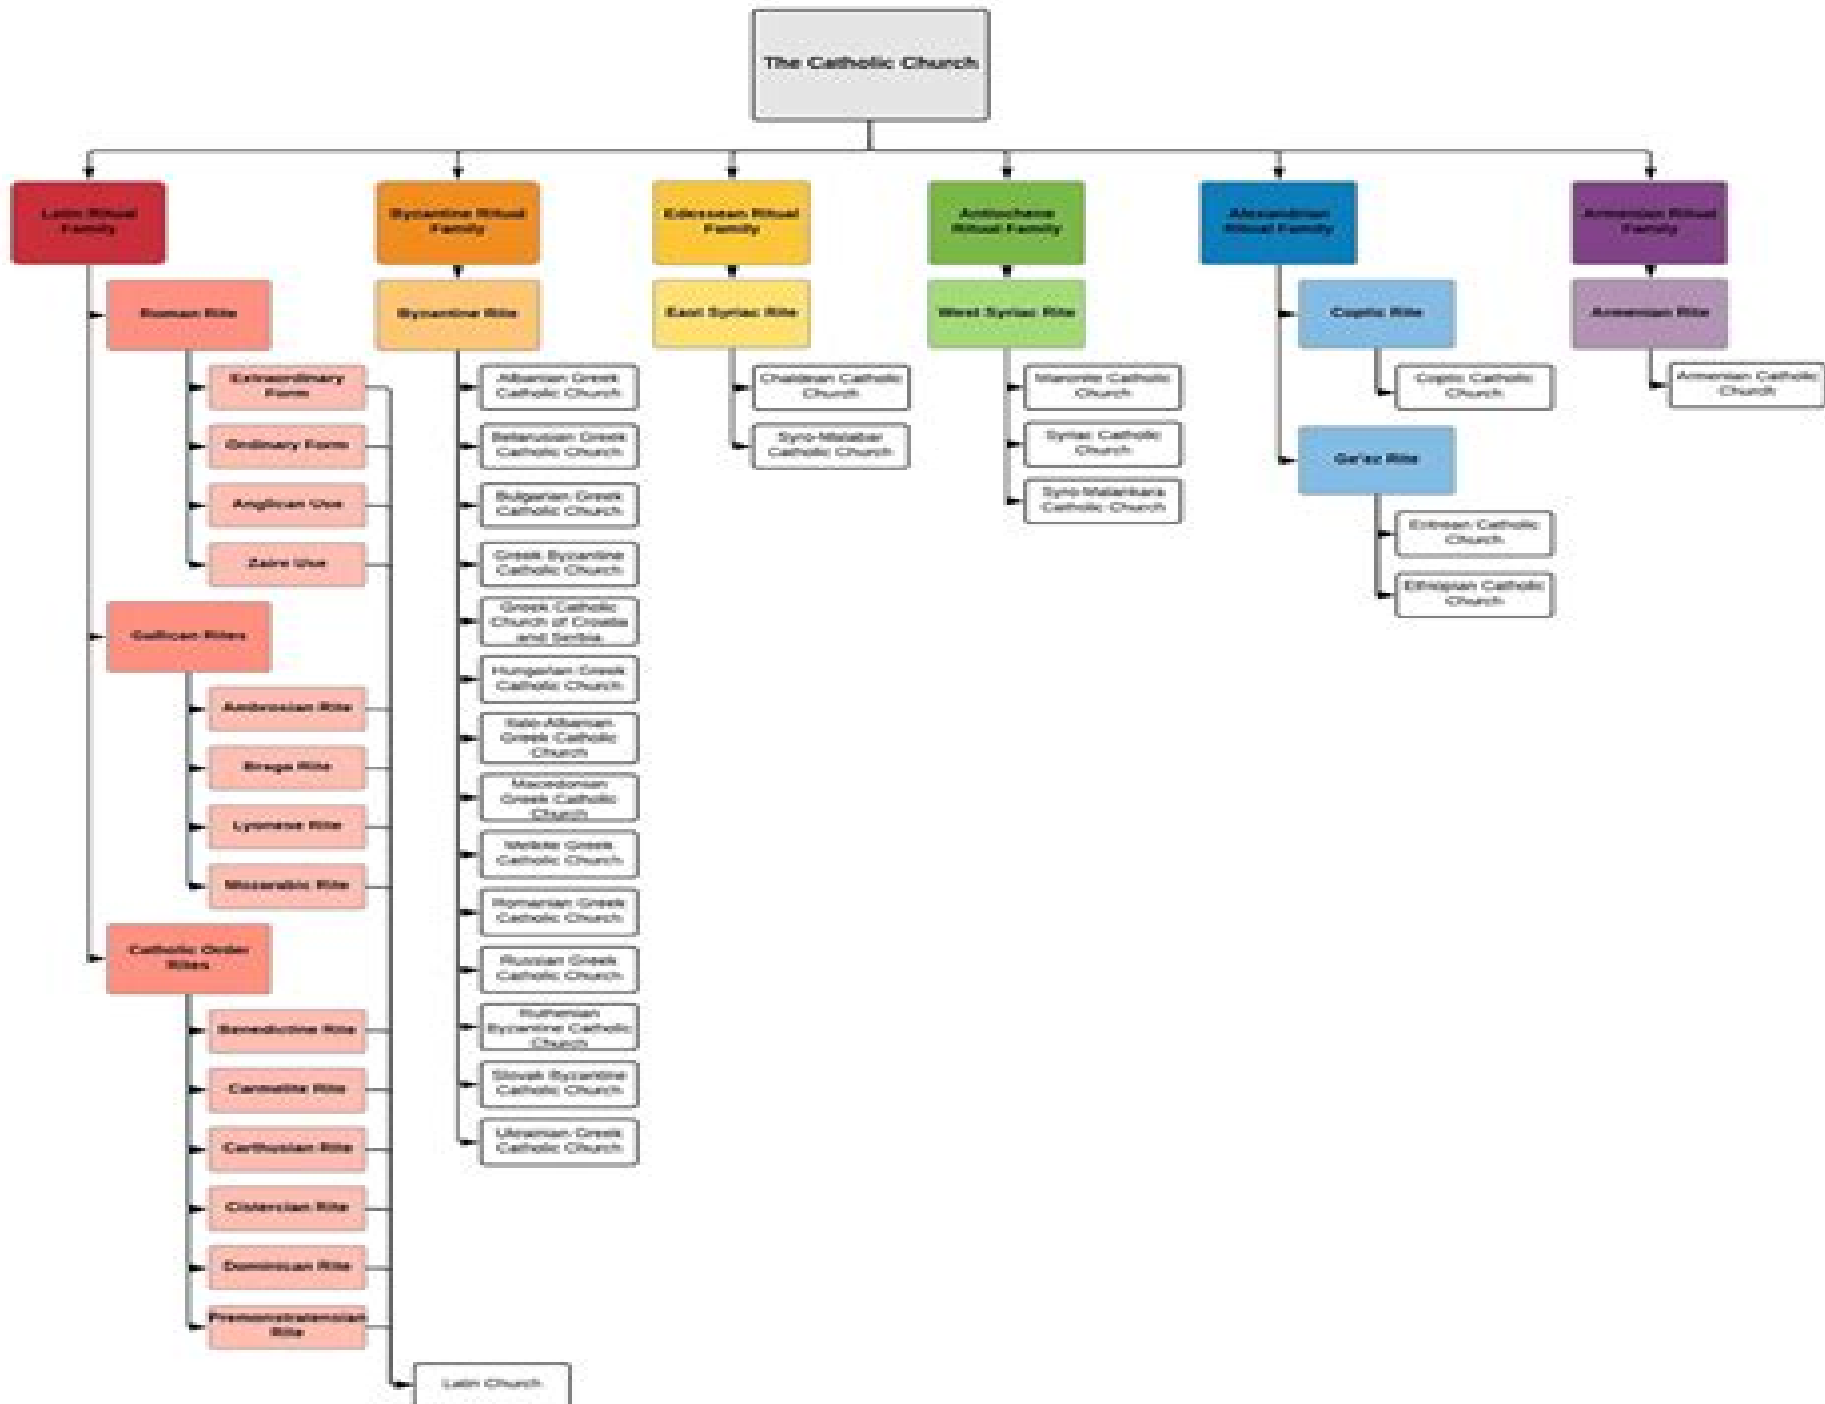 The Catholic Church
Latin Ritual
Family
Byzantine Ritual
Family
Edessean Ritual
Family
Antiochene
Ritual Family
Alexandrian
Ritual Family
Armenian Ritual
Family
Roman Rite
Byzantine Rite
East Syriac Rite
West Syriac Rite
Coptic Rite
Armenian Rite
Extraordinary
Form
Ordinary Form
Anglican Use
Zaire Use
Gallican Rites
Ambrosian Rite
Braga Rite
Lyonese Rite
Mozarabic Rite
Catholic Order
Rites
Benedictine Rite
Carmelite Rite
Carthusian Rite
Cistercian Rite
Dominican Rite
Premonstratensian
Rite
Latin Church
Albanian Greek
Catholic Church
Belarusian Greek
Catholic Church
Bulgarian Greek
Catholic Church
Greek Byzantine
Catholic Church
Greek Catholic
Church of Croatia
and Serbia
Hungarian Greek
Catholic Church
Italo-Albanian
Greek Catholic
Church
Macedonian
Greek Catholic
Church
Melkite Greek
Catholic Church
Romanian Greek
Catholic Church
Russian Greek
Catholic Church
Ruthenian
Byzantine Catholic
Church
Slovak Byzantine
Catholic Church
Ukrainian Greek
Catholic Church
Chaldean Catholic
Church
Syro-Malabar
Catholic Church
Maronite Catholic
Church
Syriac Catholic
Church
Syro-Malankara
Catholic Church
Coptic Catholic
Church
Ge'ez Rite
Eritrean Catholic
Church
Ethiopian Catholic
Church
Armenian Catholic
Church